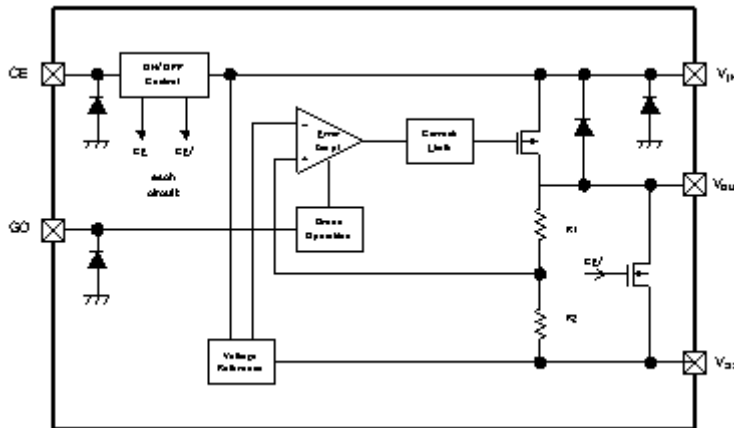 CE
ON/OFF
Control
VIN
CE
CE/
each
circuit
Error
Amp.
Current
Limit
GO
Green
Operation
R1
CE/
R2
Voltage
Reference